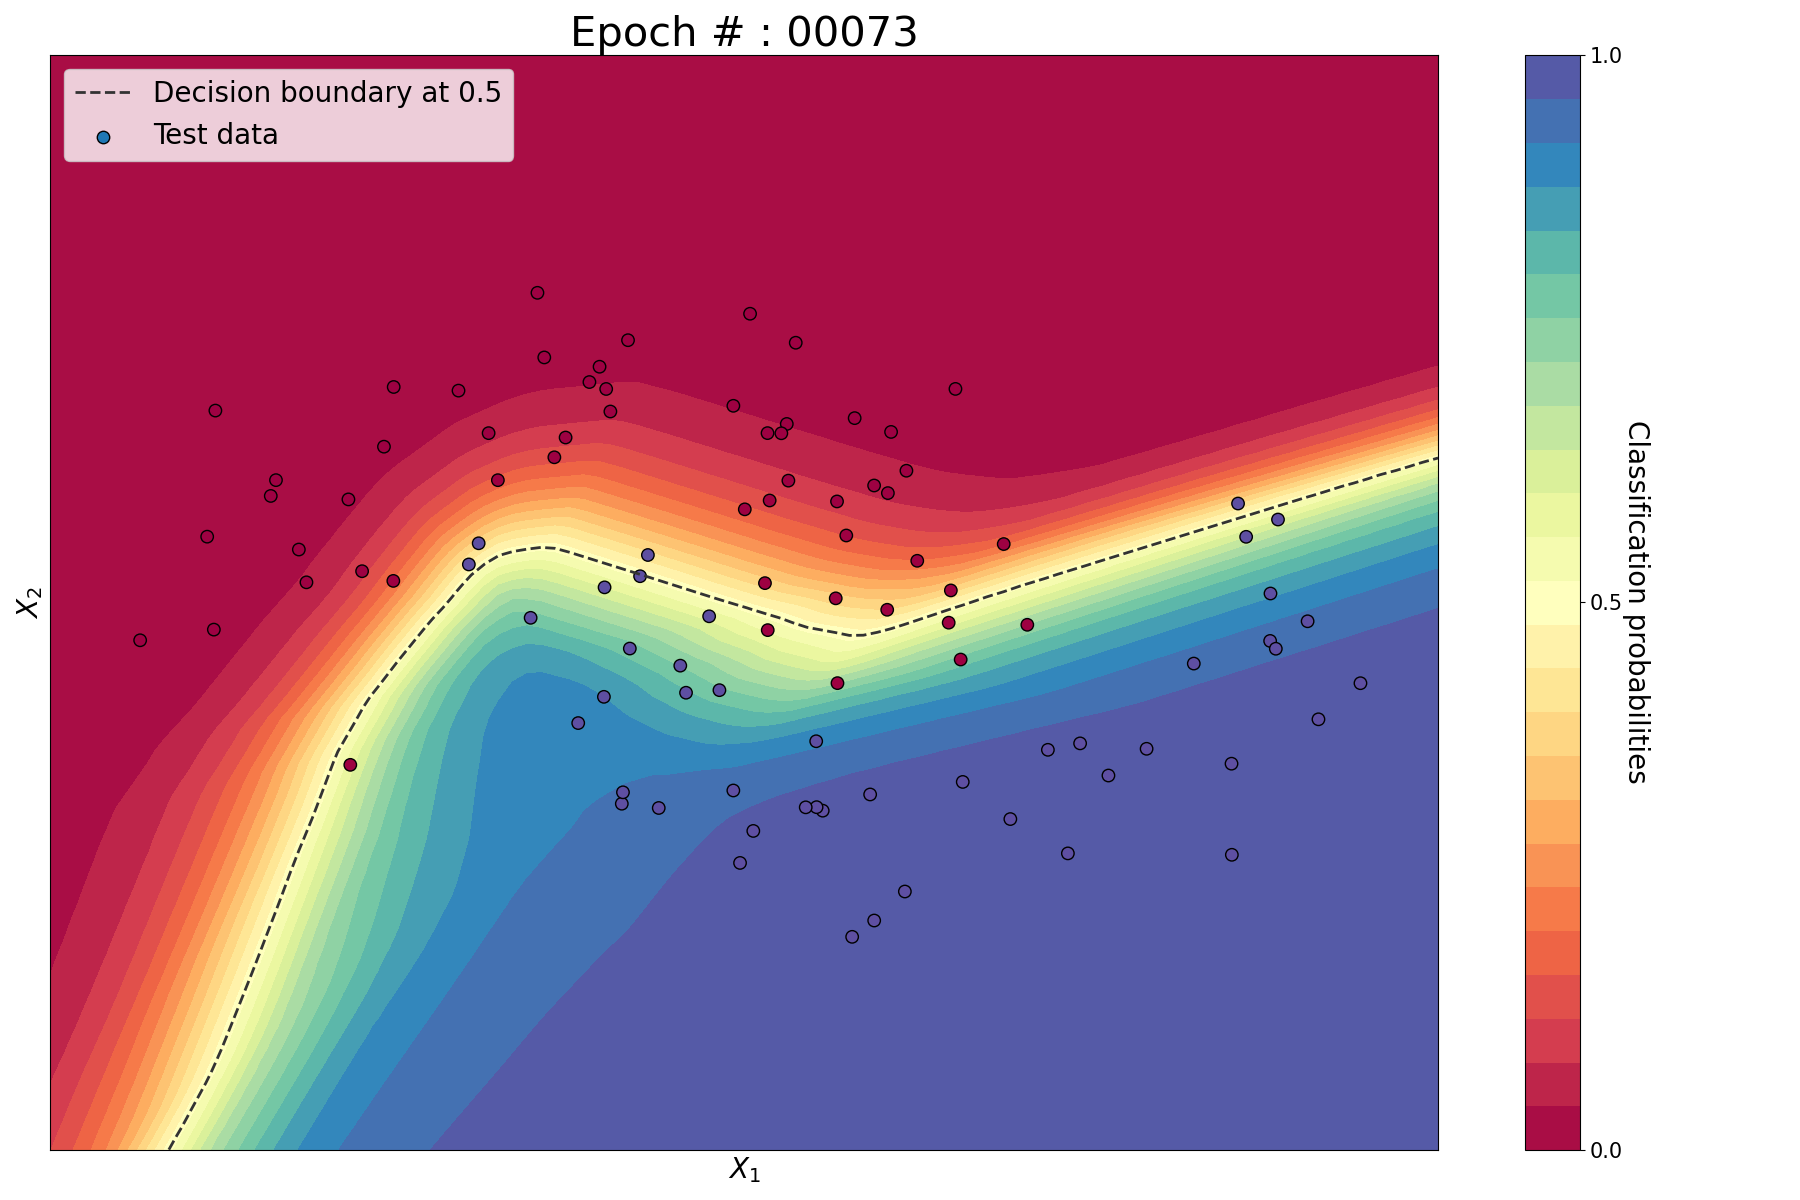 Epoch # : 00073
Decision boundary at 0.5
Test data
X₂
X₁
1.0
0.5
0.0
Classification probabilities